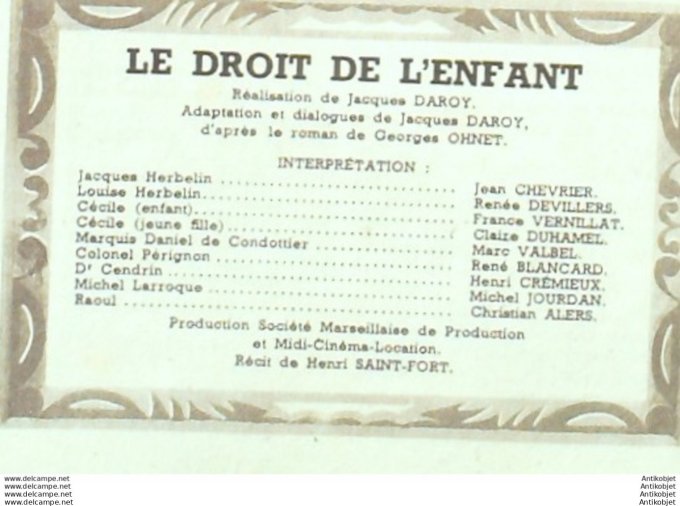 LE DROIT DE L'ENFANT
Réalisation de Jacques DAROY.
Adaptation et dialogues de Jacques DAROY,
d'après le roman de Georges OHNET.
INTERPRÉTATION :
Jacques Herbelin ........ Jean CHEVRIER.
Louise Herbelin........ Renée DEVILLERS.
Cécile (enfant)........ France VERNILLAT.
Cécile (jeune fille)........ Claire DUHAMEL.
Marquis Daniel de Condottier ........ Marc VALBEL.
Colonel Pérignon ........ René BLANCARD.
Dr Cendrin........ Henri CRÉMIEUX.
Michel Larroque ........ Michel JOURDAN.
Raoul ........ Christian ALERS.
Production Société Marseillaise de Production
et Midi-Cinéma-Location.
Récit de Henri SAINT-FORT.
www.delcampe.net Antikobjet
www.delcampe.net Antikobjet
www.delcampe.net Antikobjet
www.delcampe.net Antikobjet